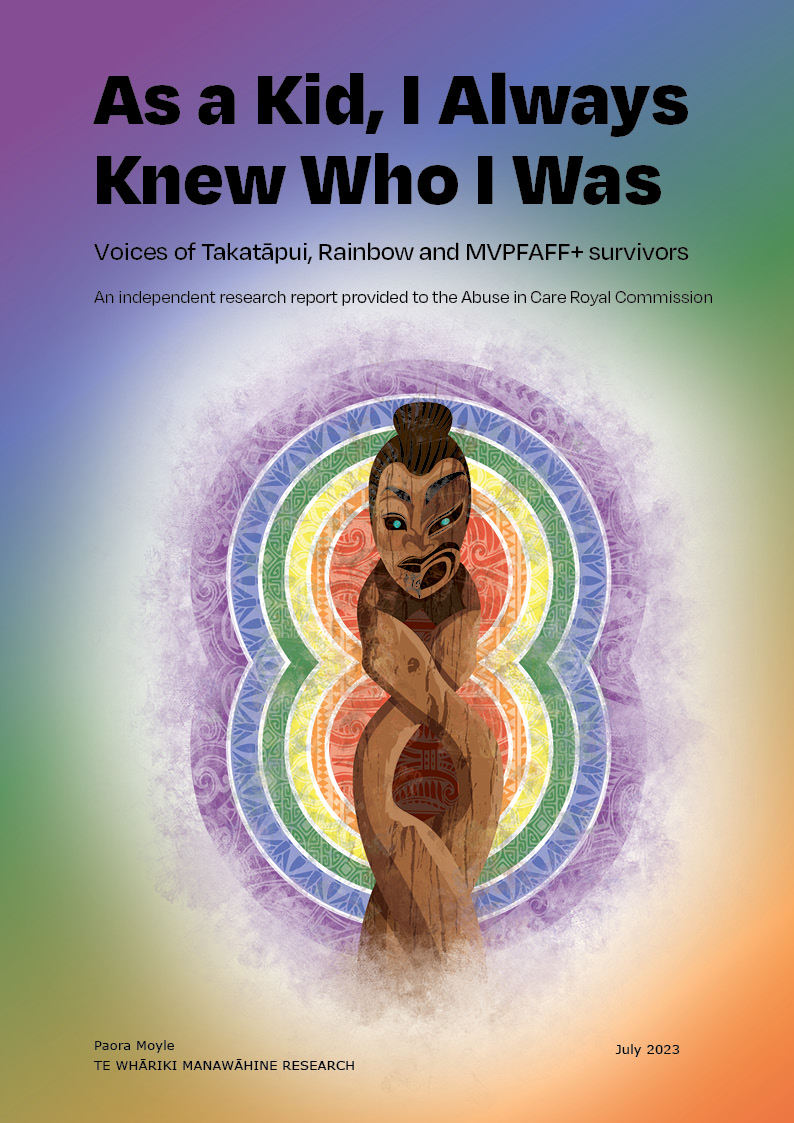 As a Kid, I Always
Knew Who I Was
Voices of Takatāpui, Rainbow and MVPFAFF+ survivors
An independent research report provided to the Abuse in Care Royal Commission
Paora Moyle
TE WHĀRIKI MANAWĀHINE RESEARCH
July 2023